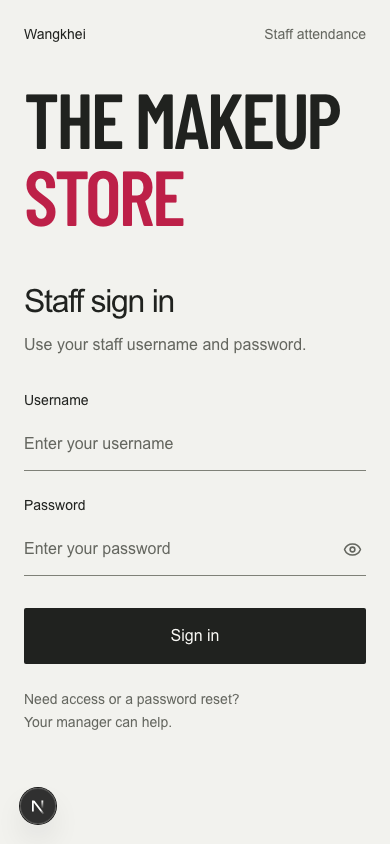 Wangkhei
Staff attendance
THE MAKEUP
STORE
Staff sign in
Use your staff username and password.
Username
Enter your username
Password
Enter your password
Sign in
Need access or a password reset?
Your manager can help.
N